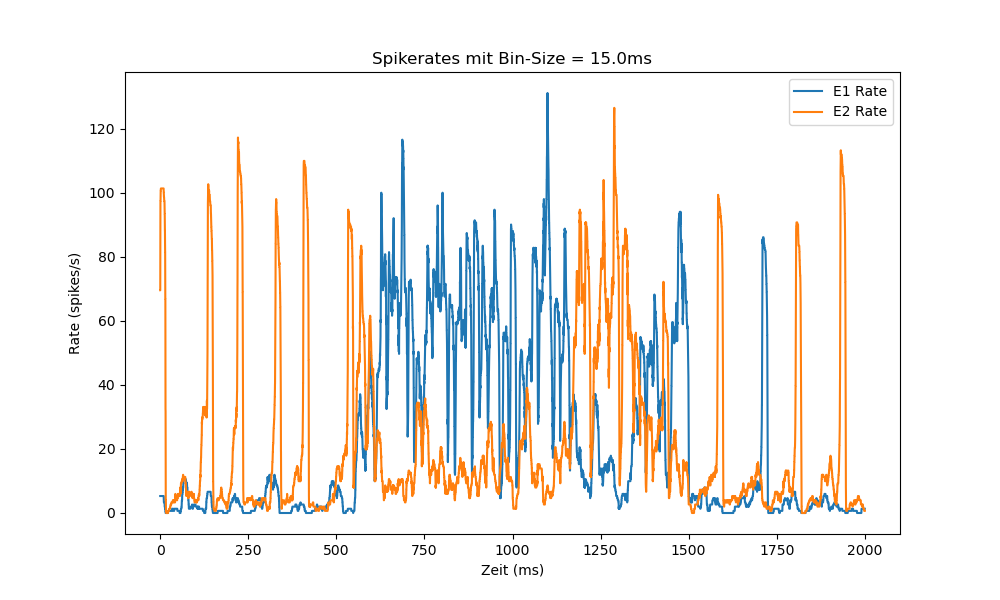 Spikerates mit Bin-Size = 15.0ms
E1 Rate
E2 Rate
120
100
80
60
40
20
0
Rate (spikes/s)
0 250 500 750 1000 1250 1500 1750 2000
Zeit (ms)